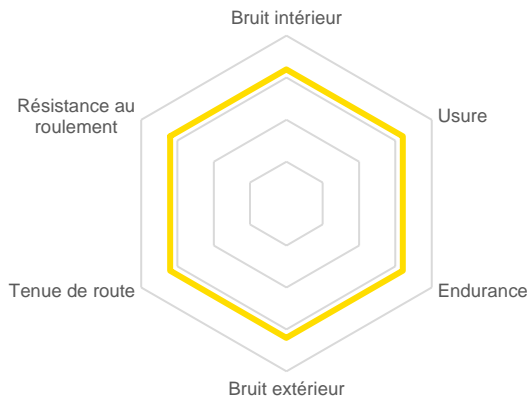 Bruit intérieur
Résistance au
roulement
Usure
Tenue de route
Endurance
Bruit extérieur